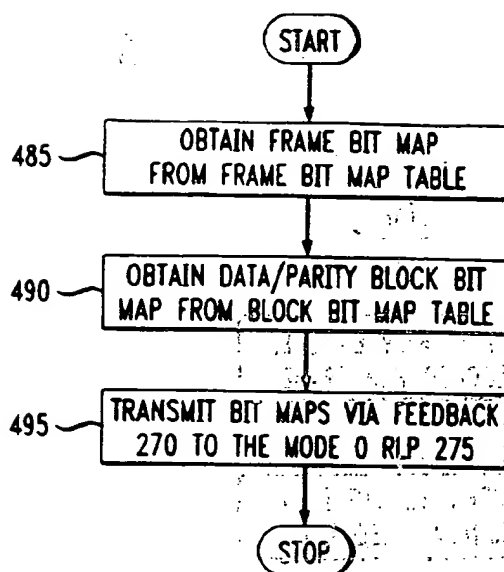 START
485
OBTAIN FRAME BIT MAP
FROM FRAME BIT MAP TABLE
490
OBTAIN DATA/PARITY BLOCK BIT
MAP FROM BLOCK BIT MAP TABLE
495
TRANSMIT BIT MAPS VIA FEEDBACK
270 TO THE MODE 0 RLP 275
STOP